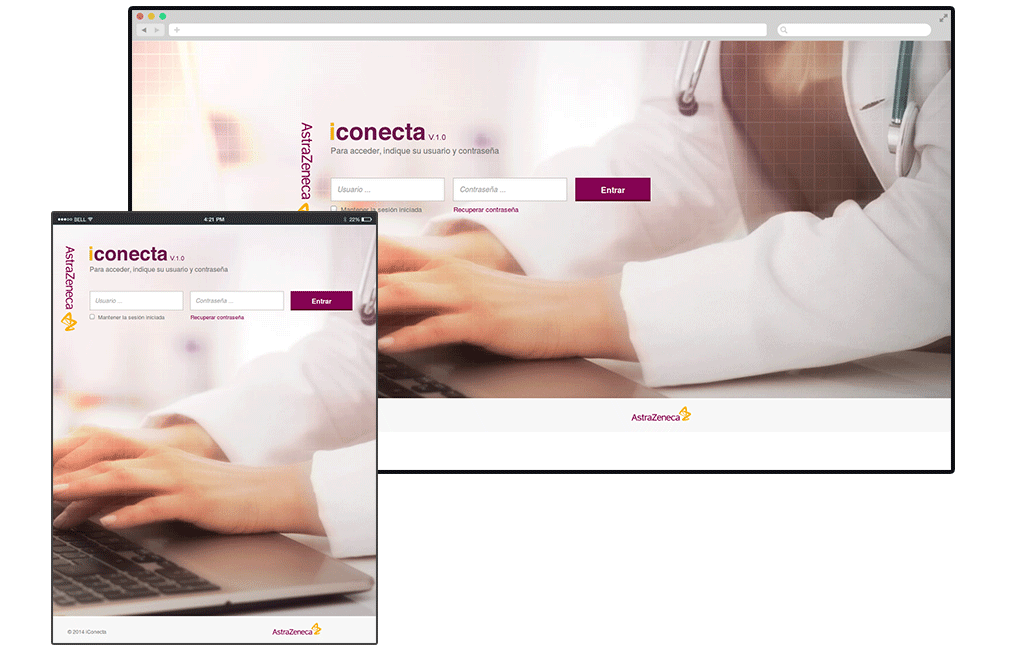 AstraZeneca
iconecta V.1.0
Para acceder, indique su usuario y contraseña
Usuario ...
Contraseña ...
Entrar
Mantener la sesión iniciada
Recuperar contraseña
AstraZeneca
BELL
4:21 PM
22%
AstraZeneca
iconecta V.1.0
Para acceder, indique su usuario y contraseña
Usuario ...
Contraseña ...
Entrar
Mantener la sesión iniciada
Recuperar contraseña
© 2014 iConecta
AstraZeneca